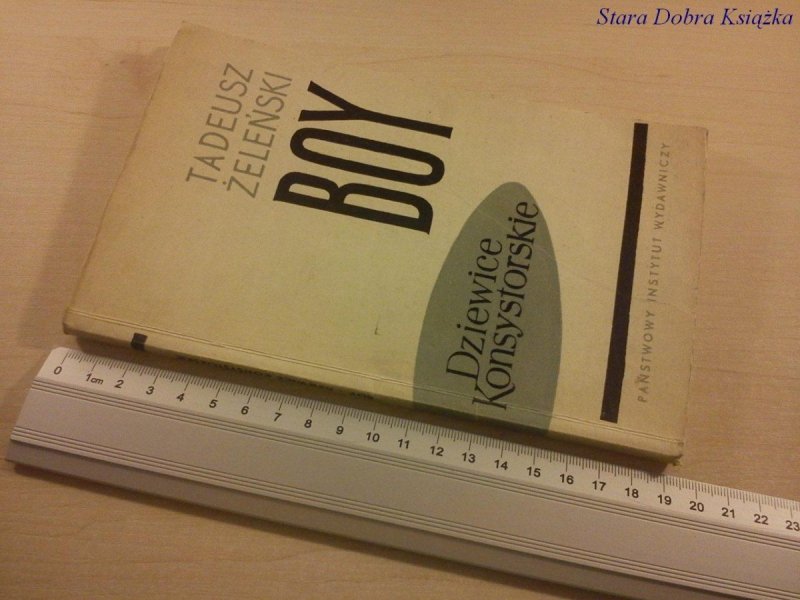 Stara Dobra Książka
TADEUSZ
ŻELEŃSKI
BOY
Dziewice
Konsystorskie
PAŃSTWOWY INSTYTUT WYDAWNICZY
0 1cm 2 3 4 5 6 7 8 9 10 11 12 13 14 15 16 17 18 19 20 21 22 23